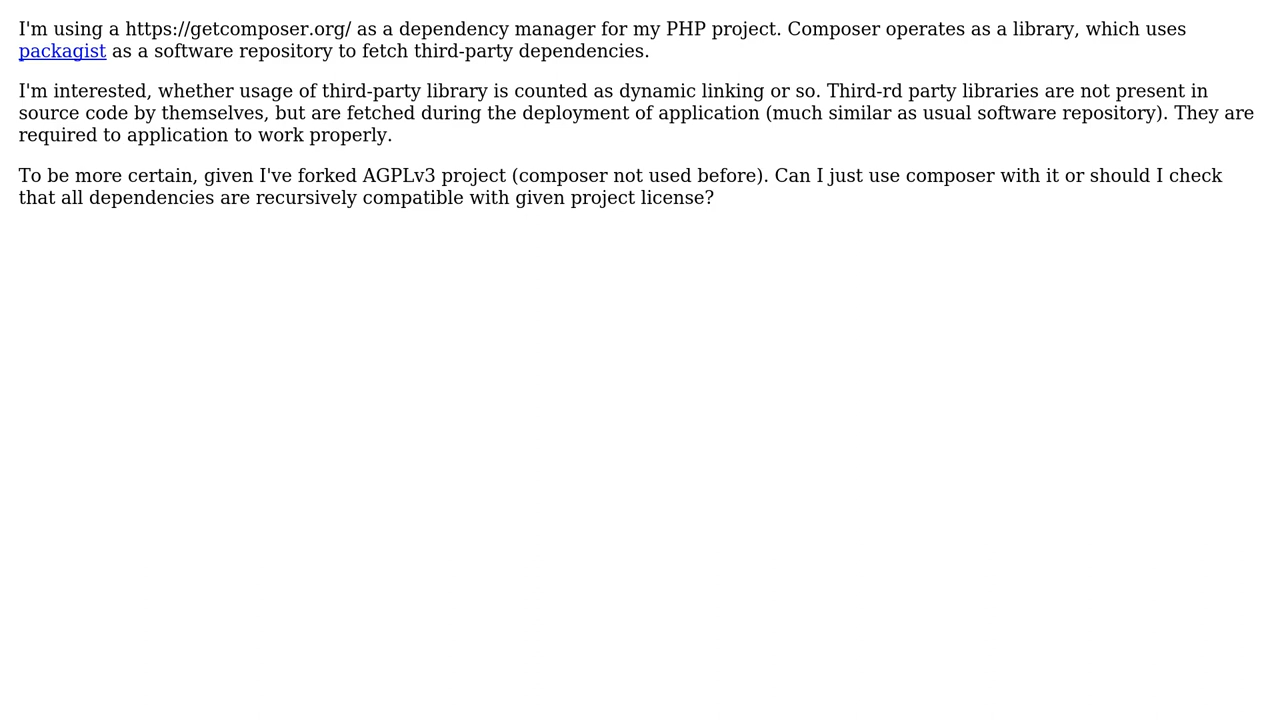 I'm using a https://getcomposer.org/ as a dependency manager for my PHP project. Composer operates as a library, which uses
packagist as a software repository to fetch third-party dependencies.
I'm interested, whether usage of third-party library is counted as dynamic linking or so. Third-rd party libraries are not present in
source code by themselves, but are fetched during the deployment of application (much similar as usual software repository). They are
required to application to work properly.
To be more certain, given I've forked AGPLv3 project (composer not used before). Can I just use composer with it or should I check
that all dependencies are recursively compatible with given project license?